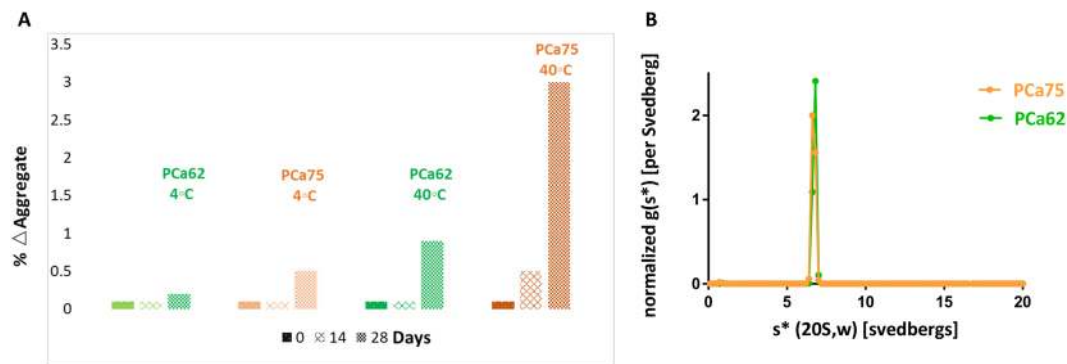 A
% △Aggregate
3.5
3
2.5
2
1.5
1
0.5
0
PCa62
4◦C
PCa75
4◦C
PCa62
40◦C
PCa75
40◦C
0 14 28 Days
B
normalized g(s*) [per Svedberg]
2
1
0
0 5 10 15 20
s* (20S,w) [svedbergs]
PCa75
PCa62